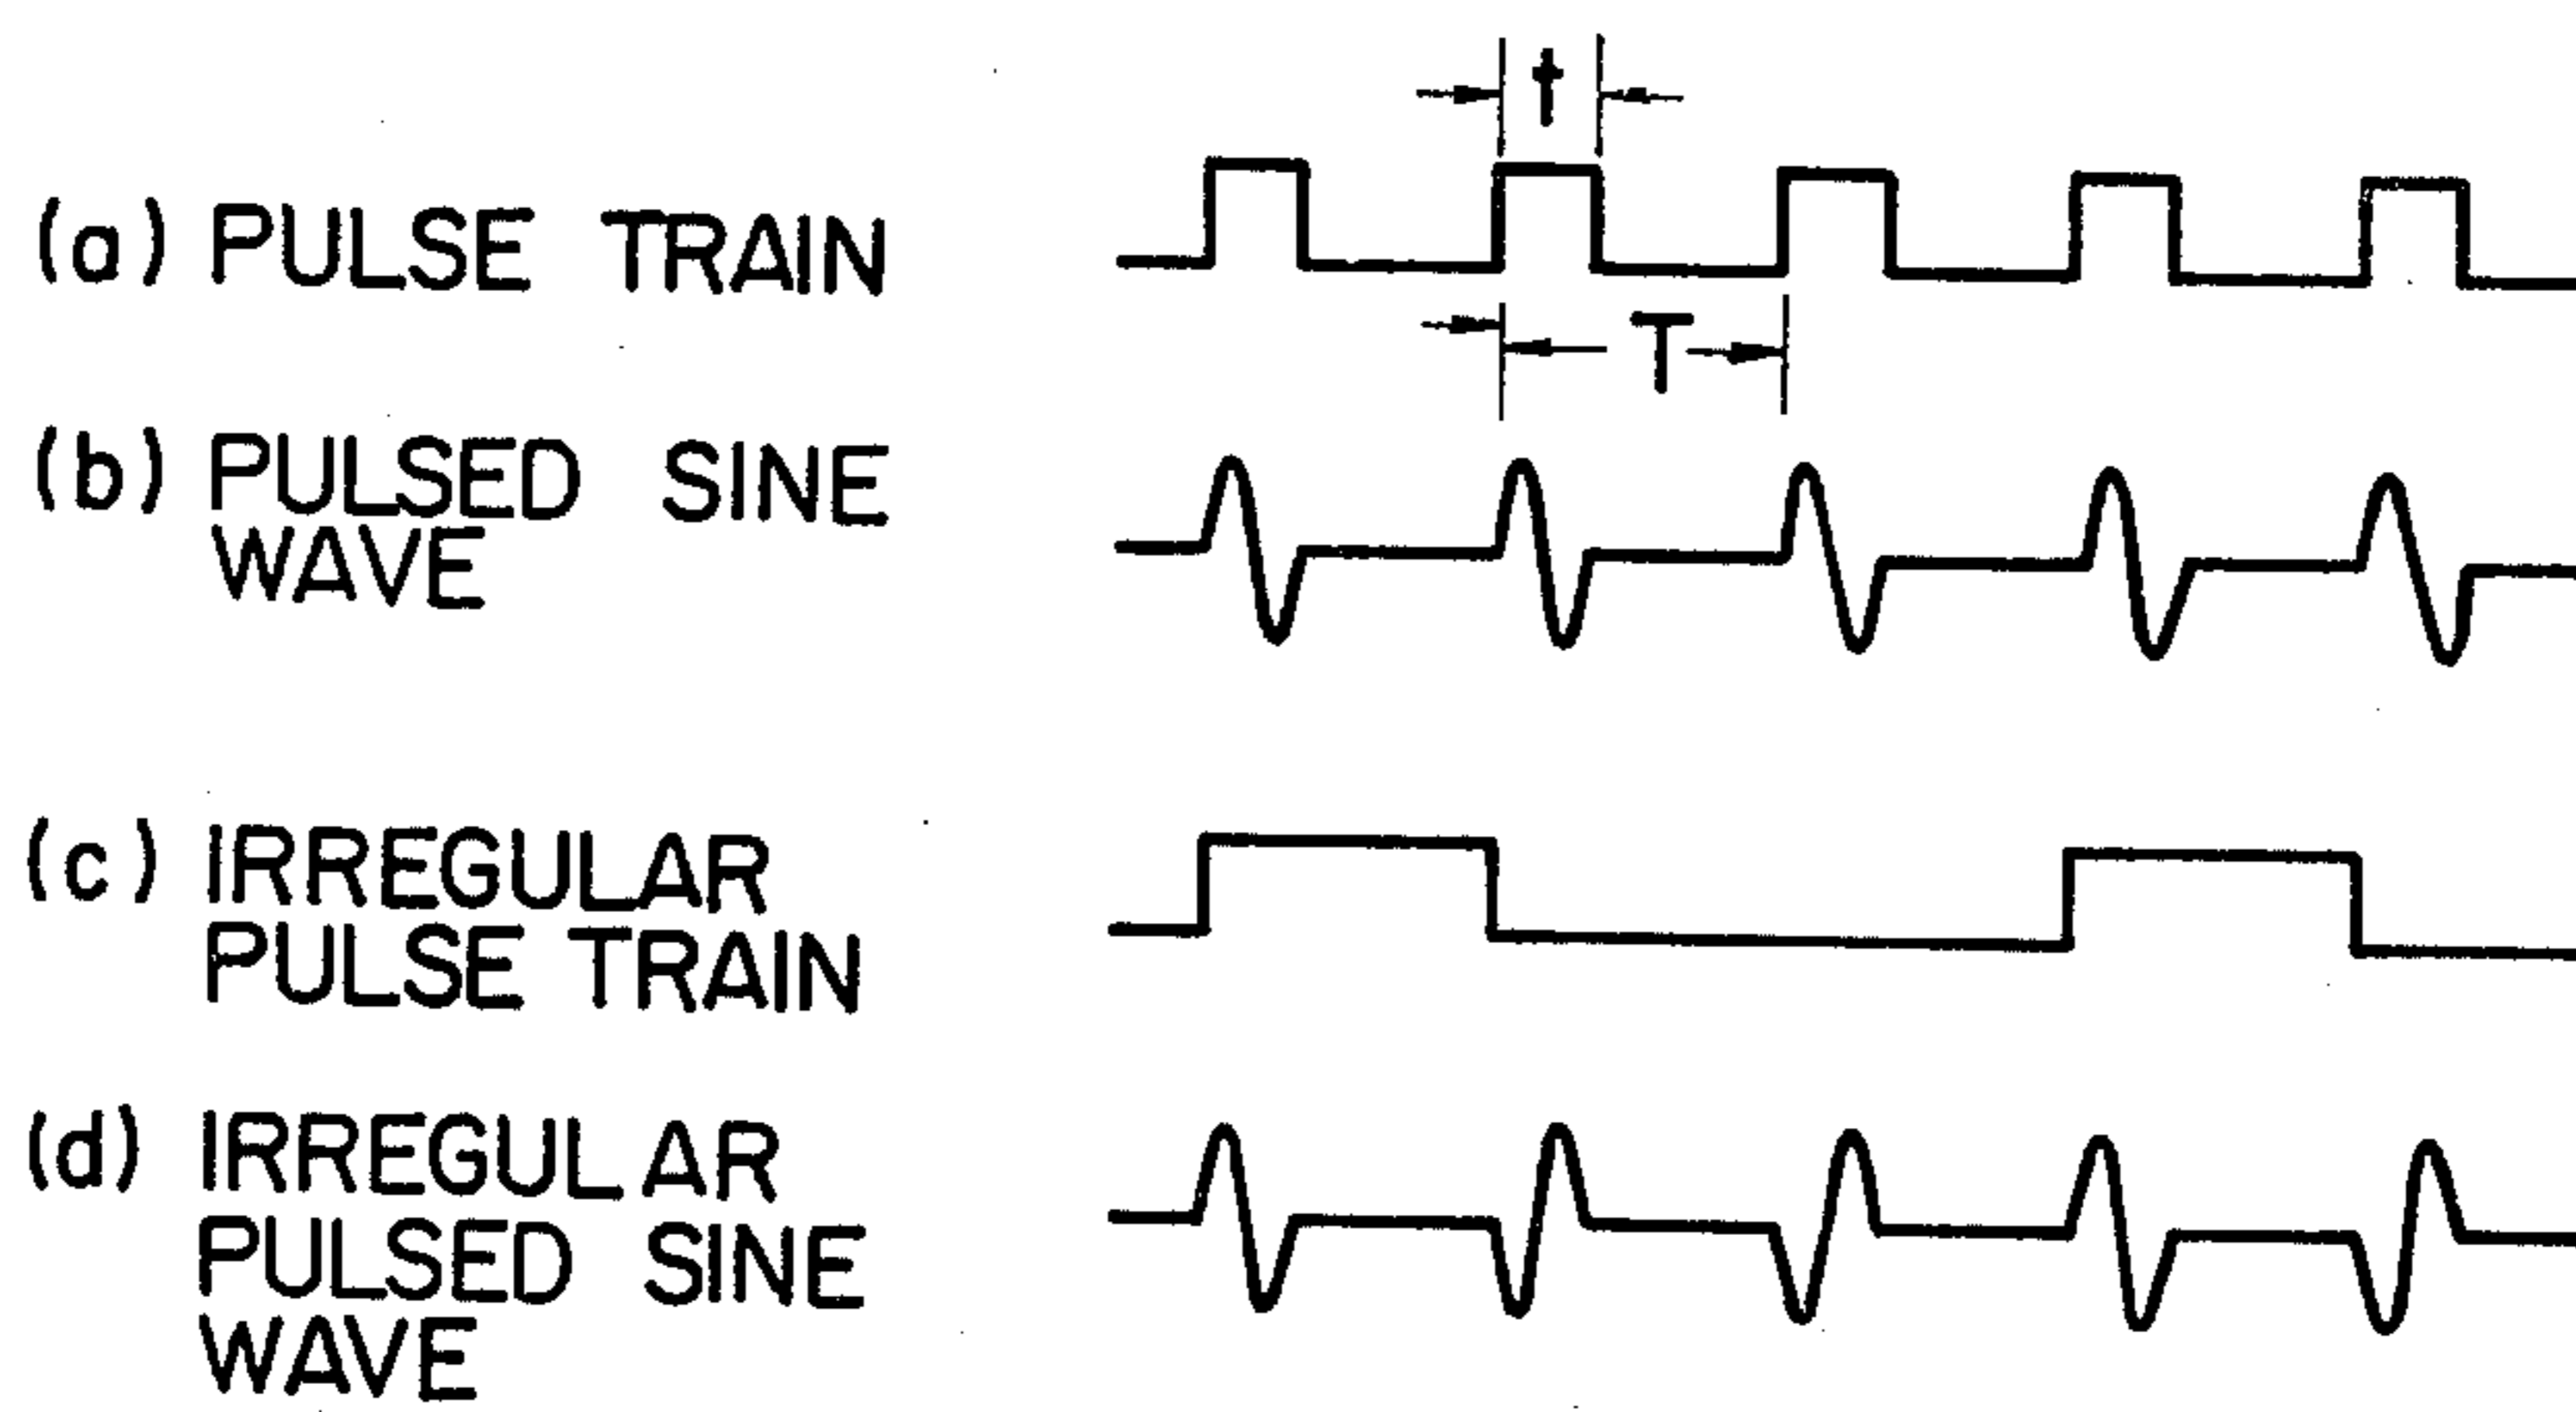 t
(a) PULSE TRAIN
T
(b) PULSED SINE
WAVE
(c) IRREGULAR
PULSE TRAIN
(d) IRREGULAR
PULSED SINE
WAVE